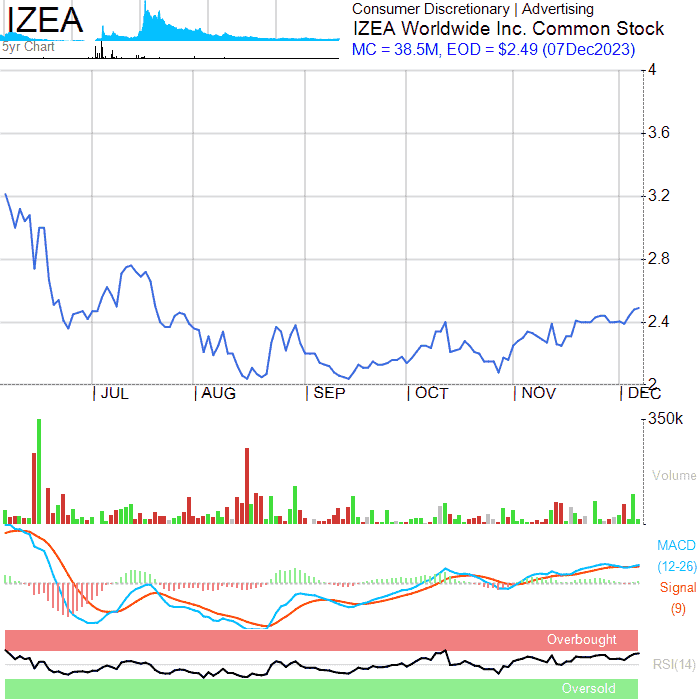 IZEA
5yr Chart
Consumer Discretionary | Advertising
IZEA Worldwide Inc. Common Stock
MC = 38.5M, EOD = $2.49 (07Dec2023)
4
3.6
3.2
2.8
2.4
2
JUL AUG SEP OCT NOV DEC
350k
Volume
MACD
(12-26)
Signal
(9)
Overbought
RSI(14)
Oversold